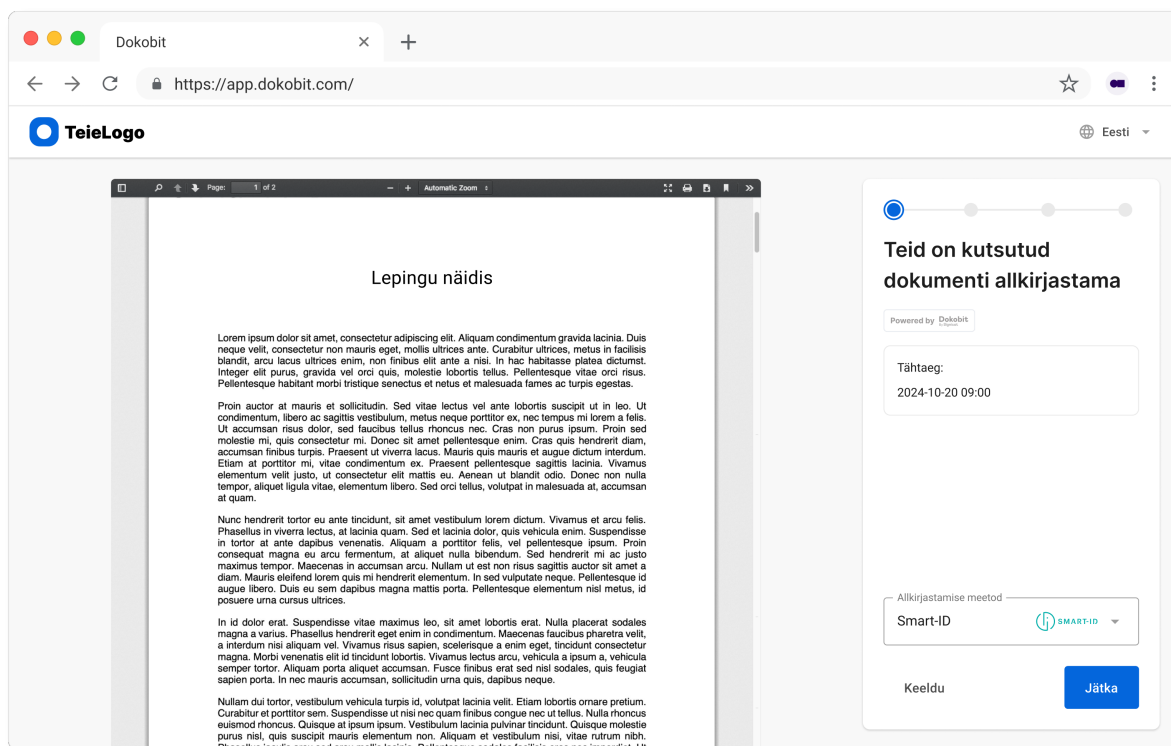 Dokobit
https://app.dokobit.com/
TeieLogo
Eesti
Page:
1
of 2
Automatic Zoom
Lepingu näidis
Lorem ipsum dolor sit amet, consectetur adipiscing elit. Aliquam condimentum gravida lacinia. Duis
neque velit, consectetur non mauris eget, mollis ultrices ante. Curabitur ultrices, metus in facilisis
blandit, arcu lacus ultrices enim, non finibus elit ante a nisi. In hac habitasse platea dictumst.
Integer elit purus, gravida vel orci quis, molestie lobortis tellus. Pellentesque vitae orci risus.
Pellentesque habitant morbi tristique senectus et netus et malesuada fames ac turpis egestas.
Proin auctor at mauris et sollicitudin. Sed vitae lectus vel ante lobortis suscipit ut in leo. Ut
condimentum, libero ac sagittis vestibulum, metus neque porttitor ex, nec tempus mi lorem a felis.
Ut accumsan risus dolor, sed faucibus tellus rhoncus nec. Cras non purus ipsum. Proin sed
molestie mi, quis consectetur mi. Donec sit amet pellentesque enim. Cras quis hendrerit diam,
accumsan finibus turpis. Praesent ut viverra lacus. Mauris quis mauris et augue dictum interdum.
Etiam at porttitor mi, vitae condimentum ex. Praesent pellentesque sagittis lacinia. Vivamus
elementum velit justo, ut consectetur elit mattis eu. Aenean ut blandit odio. Donec non nulla
tempor, aliquet ligula vitae, elementum libero. Sed orci tellus, volutpat in malesuada at, accumsan
at quam.
Nunc hendrerit tortor eu ante tincidunt, sit amet vestibulum lorem dictum. Vivamus et arcu felis.
Phasellus in viverra lectus, at lacinia quam. Sed et lacinia dolor, quis vehicula enim. Suspendisse
in tortor at ante dapibus venenatis. Aliquam a porttitor felis, vel pellentesque ipsum. Proin
consequat magna eu arcu fermentum, at aliquet nulla bibendum. Sed hendrerit mi ac justo
maximus tempor. Maecenas in accumsan arcu. Nullam ut est non risus sagittis auctor sit amet a
diam. Mauris eleifend lorem quis mi hendrerit elementum. In sed vulputate neque. Pellentesque id
augue libero. Duis eu sem dapibus magna mattis porta. Pellentesque elementum nisl metus, id
posuere urna cursus ultrices.
In id dolor erat. Suspendisse vitae maximus leo, sit amet lobortis erat. Nulla placerat sodales
magna a varius. Phasellus hendrerit eget enim in condimentum. Maecenas faucibus pharetra velit,
a interdum nisi aliquam vel. Vivamus risus sapien, scelerisque a enim eget, tincidunt consectetur
magna. Morbi venenatis elit id tincidunt lobortis. Vivamus lectus arcu, vehicula a ipsum a, vehicula
semper tortor. Aliquam porta aliquet accumsan. Fusce finibus erat sed nisl sodales, quis feugiat
sapien porta. In nec mauris accumsan, sollicitudin urna quis, dapibus neque.
Nullam dui tortor, vestibulum vehicula turpis id, volutpat lacinia velit. Etiam lobortis ornare pretium.
Curabitur et porttitor sem. Suspendisse ut nisi nec quam finibus congue nec ut tellus. Nulla rhoncus
euismod rhoncus. Quisque at ipsum ipsum. Vestibulum lacinia pulvinar tincidunt. Quisque molestie
purus nisl, quis suscipit mauris elementum non. Aliquam et vestibulum nisi, vitae rutrum nibh.
Teid on kutsutud
dokumenti allkirjastama
Powered by Dokobit
Tähtaeg:
2024-10-20 09:00
Allkirjastamise meetod
Smart-ID
SMART-ID
Keeldu
Jätka